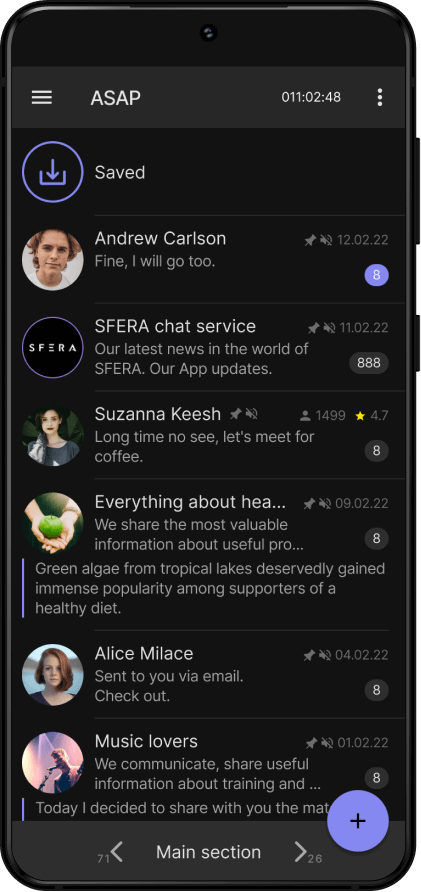 ASAP
011:02:48
Saved
Andrew Carlson
12.02.22
Fine, I will go too.
8
SFERA
SFERA chat service
11.02.22
Our latest news in the world of
SFERA. Our App updates.
888
Suzanna Keesh
1499
4.7
Long time no see, let's meet for
coffee.
8
Everything about hea...
09.02.22
We share the most valuable
information about useful pro...
8
Green algae from tropical lakes deservedly gained
immense popularity among supporters of a
healthy diet.
Alice Milace
04.02.22
Sent to you via email.
Check out.
8
Music lovers
01.02.22
We communicate, share useful
information about training and ...
8
Today I decided to share with you the mat
+
71
Main section
26